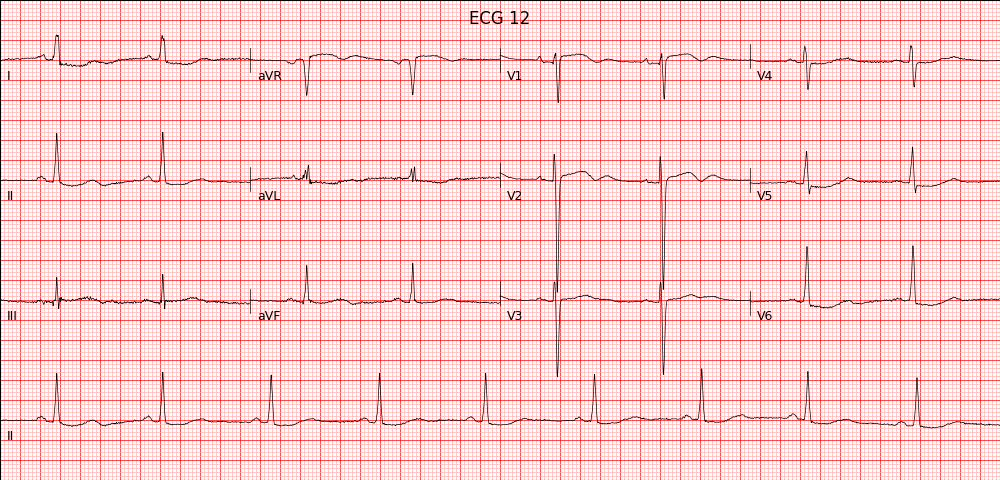 ECG 12
I aVR V1 V4
II aVL V2 V5
III aVF V3 V6
II